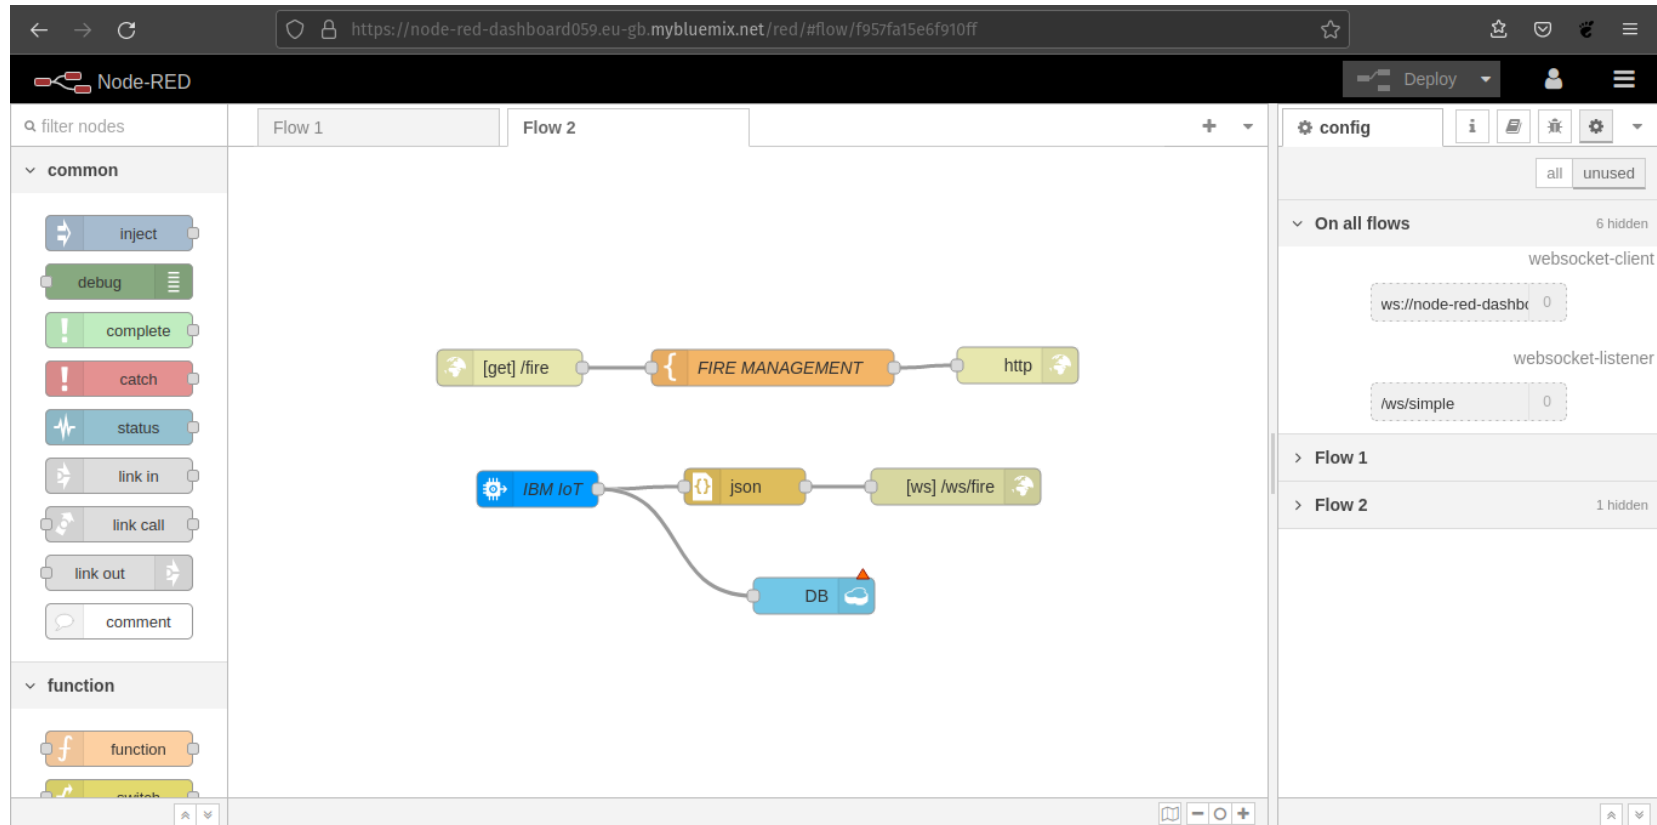 https://node-red-dashboard059.eu-gb.mybluemix.net/red/#flow/f957fa15e6f910ff
Node-RED
Deploy
filter nodes
Flow 1
Flow 2
config
i
all
unused
common
inject
debug
complete
catch
status
link in
link call
link out
comment
function
function
switch
[get] /fire
FIRE MANAGEMENT
http
IBM IoT
json
[ws] /ws/fire
DB
On all flows
6 hidden
websocket-client
ws://node-red-dashbo
0
websocket-listener
/ws/simple
0
Flow 1
Flow 2
1 hidden